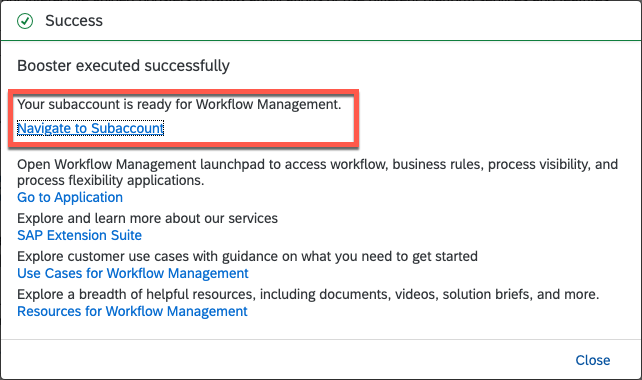 Success
Booster executed successfully
Your subaccount is ready for Workflow Management.
Navigate to Subaccount
Open Workflow Management launchpad to access workflow, business rules, process visibility, and
process flexibility applications.
Go to Application
Explore and learn more about our services
SAP Extension Suite
Explore customer use cases with guidance on what you need to get started
Use Cases for Workflow Management
Explore a breadth of helpful resources, including documents, videos, solution briefs, and more.
Resources for Workflow Management
Close